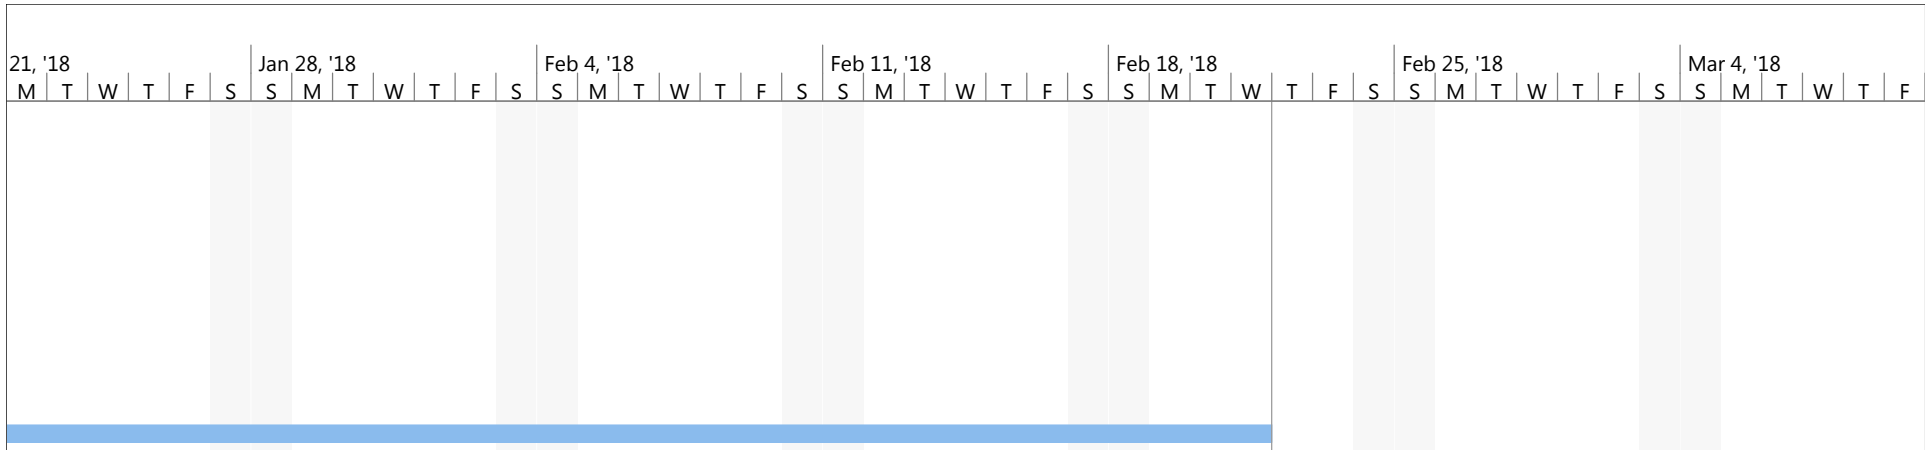 21, '18 Jan 28, '18 Feb 4, '18 Feb 11, '18 Feb 18, '18 Feb 25, '18 Mar 4, '18
M T W T F S S M T W T F S S M T W T F S S M T W T F S S M T W T F S S M T W T F S S M T W T F